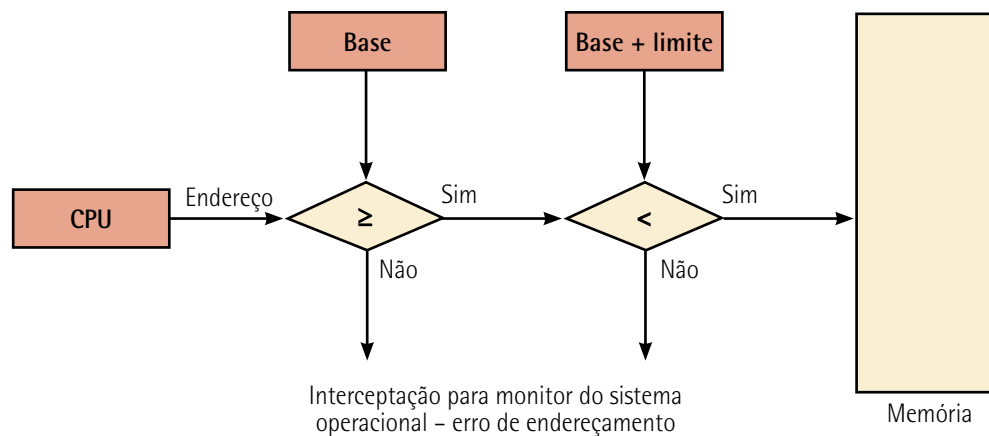 Base
Base + limite
CPU
Endereço
≥
Sim
<
Sim
Não
Não
Interceptação para monitor do sistema
operacional – erro de endereçamento
Memória